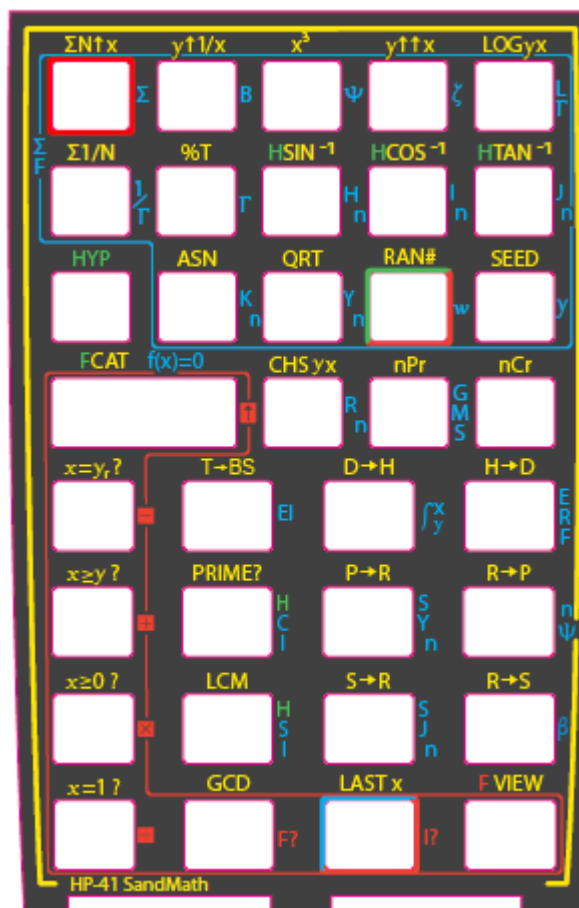 ΣN↑x y↑1/x x³ y↑↑x LOGyx
Σ B Ψ ζ L Γ
Σ F
Σ1/N %T HSIN⁻¹ HCOS⁻¹ HTAN⁻¹
1/Γ Γ H n I n J n
HYP ASN QRT RAN# SEED
K n Y n w y
FCAT f(x)=0 CHS yx nPr nCr
↑ R n G M S
x=yᵣ? T→BS D→H H→D
− EI ∫xy E R F
x≥y? PRIME? P→R R→P
+ H C I S Y n n Ψ
x≥0? LCM S→R R→S
× H S I S J n β
x=1? GCD LAST x F VIEW
F? I?
HP-41 SandMath